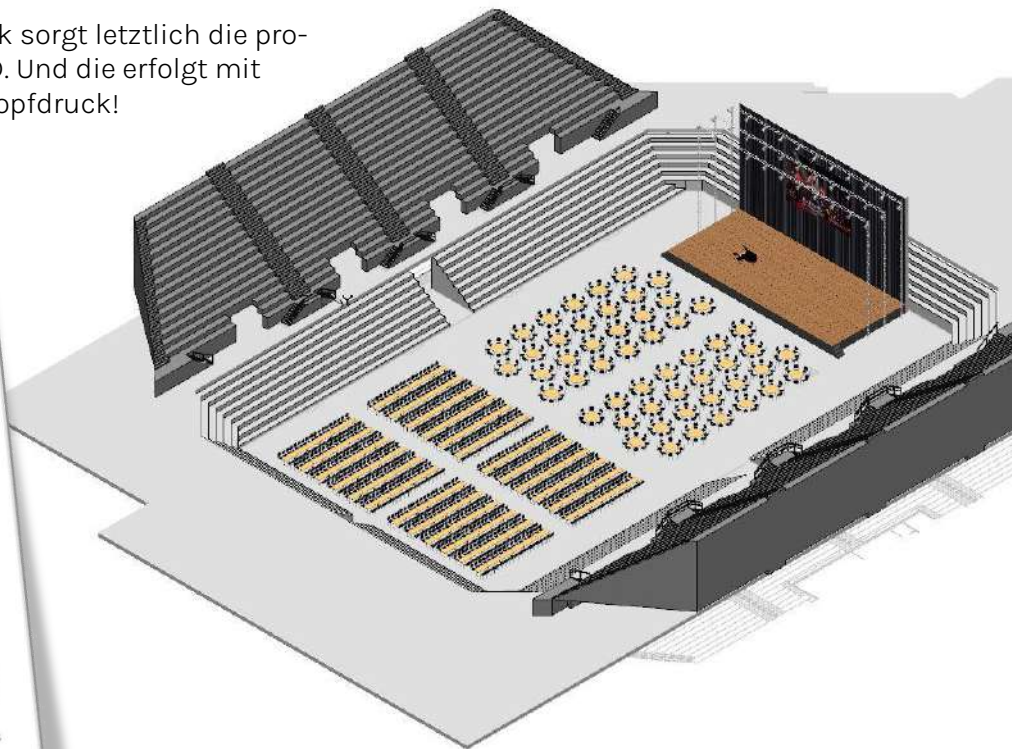 k sorgt letztlich die pro-
. Und die erfolgt mit
opfdruck!